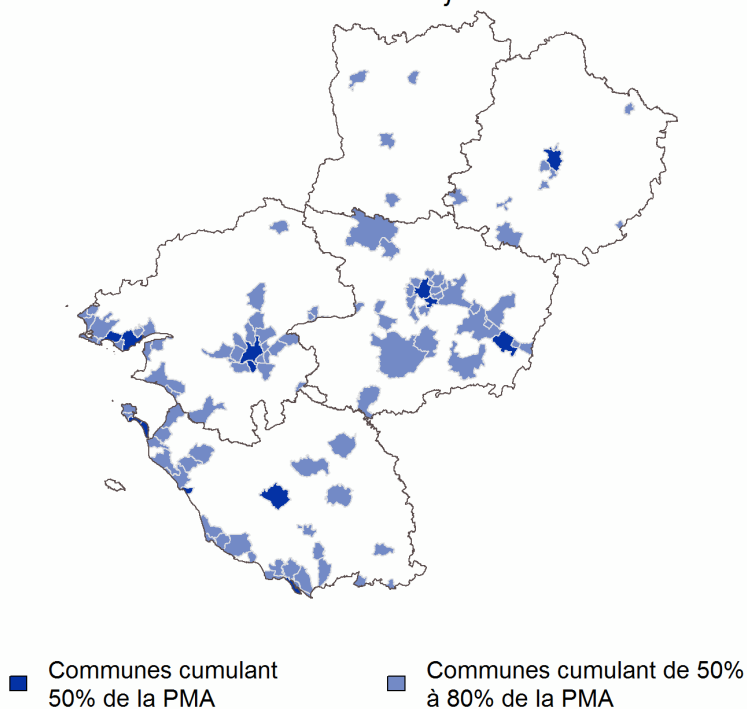 Communes cumulant
50% de la PMA
Communes cumulant de 50%
à 80% de la PMA